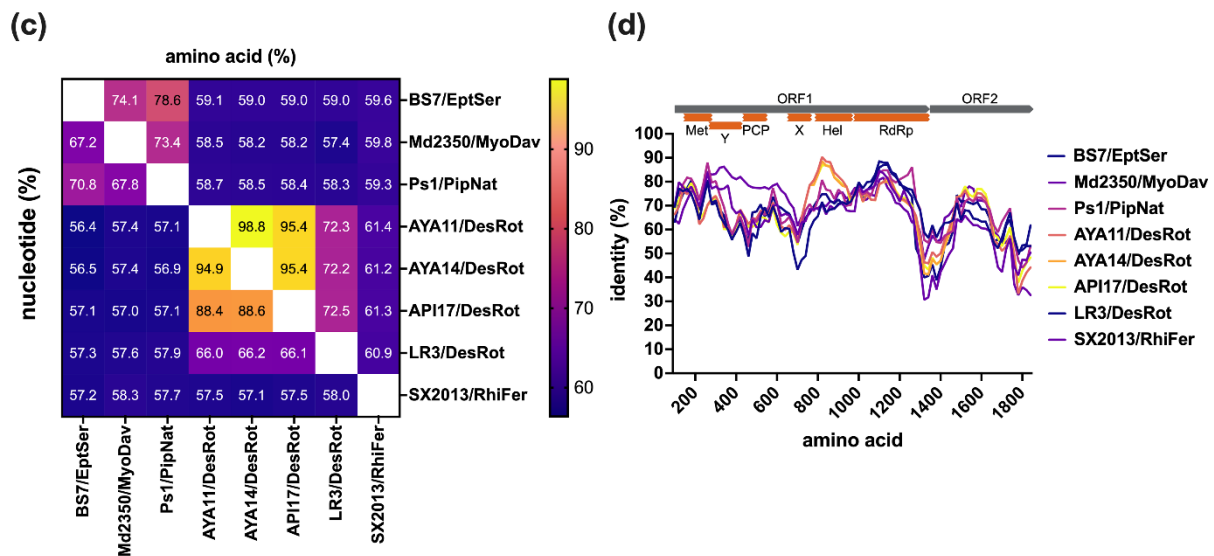 (c)
amino acid (%)
nucleotide (%)
74.1 78.6 59.1 59.0 59.0 59.0 59.6 BS7/EptSer
67.2 73.4 58.5 58.5 58.2 57.4 59.8 Md2350/MyoDav
70.8 67.8 58.7 58.5 58.4 58.3 59.3 Ps1/PipNat
56.4 57.4 57.1 98.8 95.4 72.3 61.4 AYA11/DesRot
56.5 57.4 56.9 94.9 95.4 72.2 61.2 AYA14/DesRot
57.1 57.0 57.1 88.4 88.6 72.5 61.3 API17/DesRot
57.3 57.6 57.9 66.0 66.2 66.1 60.9 LR3/DesRot
57.2 58.3 57.7 57.5 57.1 57.5 58.0 SX2013/RhiFer
BS7/EptSer
Md2350/MyoDav
Ps1/PipNat
AYA11/DesRot
AYA14/DesRot
API17/DesRot
LR3/DesRot
SX2013/RhiFer
90
80
70
60
(d)
ORF1 ORF2
Met Y PCP X Hel RdRp
identity (%)
100
90
80
70
60
50
40
30
20
10
0
200 400 600 800 1000 1200 1400 1600 1800
amino acid
BS7/EptSer
Md2350/MyoDav
Ps1/PipNat
AYA11/DesRot
AYA14/DesRot
API17/DesRot
LR3/DesRot
SX2013/RhiFer